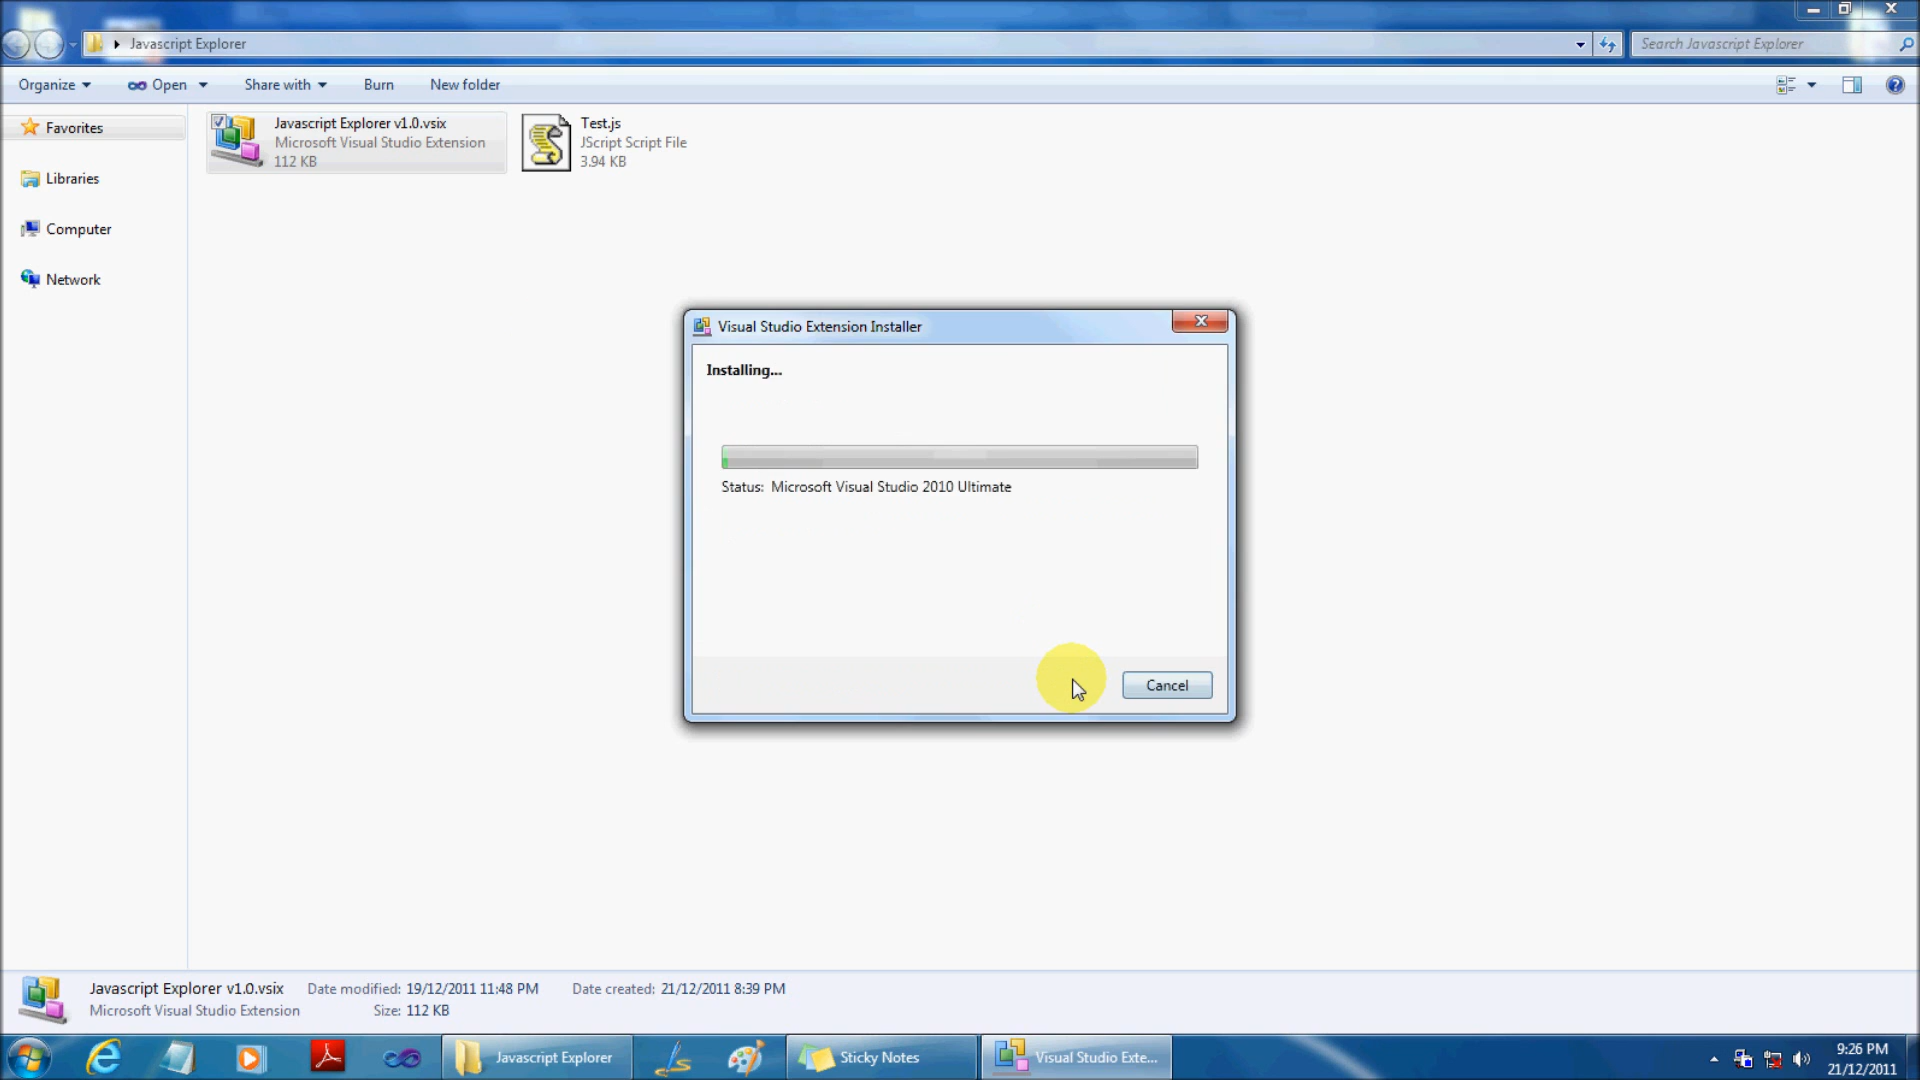 Javascript Explorer
Search Javascript Explorer
Organize
Open
Share with
Burn
New folder
Favorites
Libraries
Computer
Network
Javascript Explorer v1.0.vsix
Microsoft Visual Studio Extension
112 KB
Test.js
JScript Script File
3.94 KB
Visual Studio Extension Installer
Installing...
Status: Microsoft Visual Studio 2010 Ultimate
Cancel
Javascript Explorer v1.0.vsix Date modified: 19/12/2011 11:48 PM Date created: 21/12/2011 8:39 PM
Microsoft Visual Studio Extension Size: 112 KB
Javascript Explorer
Sticky Notes
Visual Studio Exte...
9:26 PM
21/12/2011